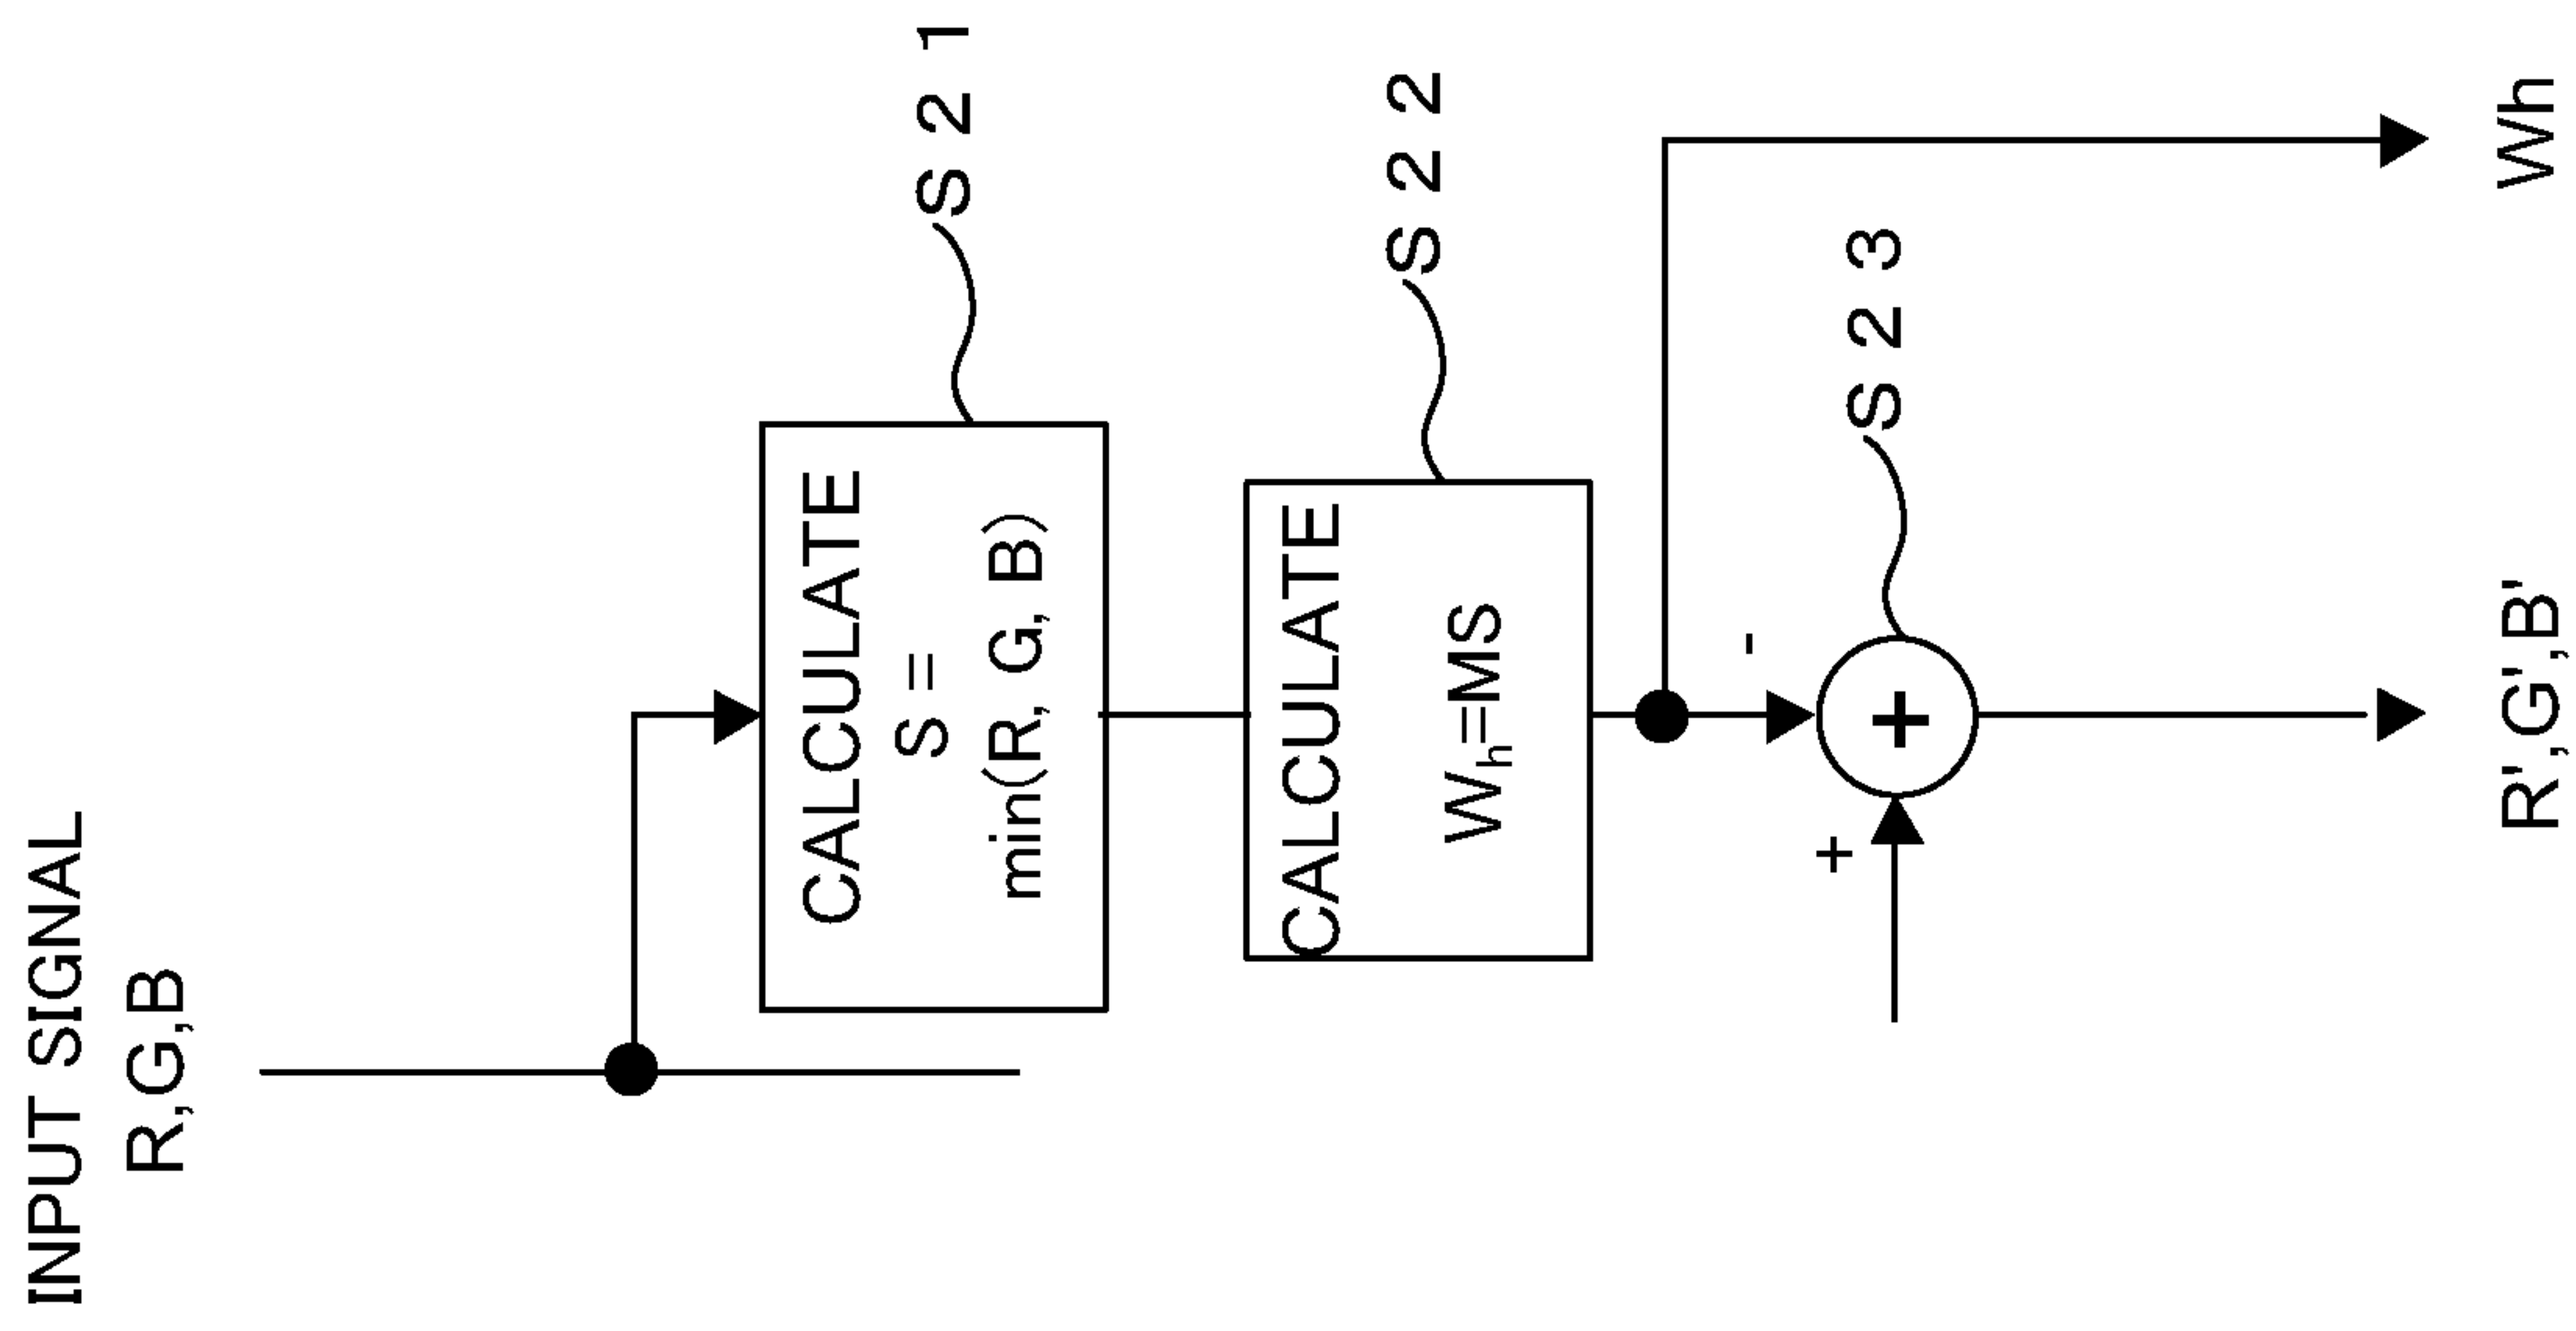 INPUT SIGNAL
R,G,B
CALCULATE
S =
min(R, G, B)
S21
CALCULATE
Wh=MS
S22
-
+
+
S23
R',G',B'
Wh